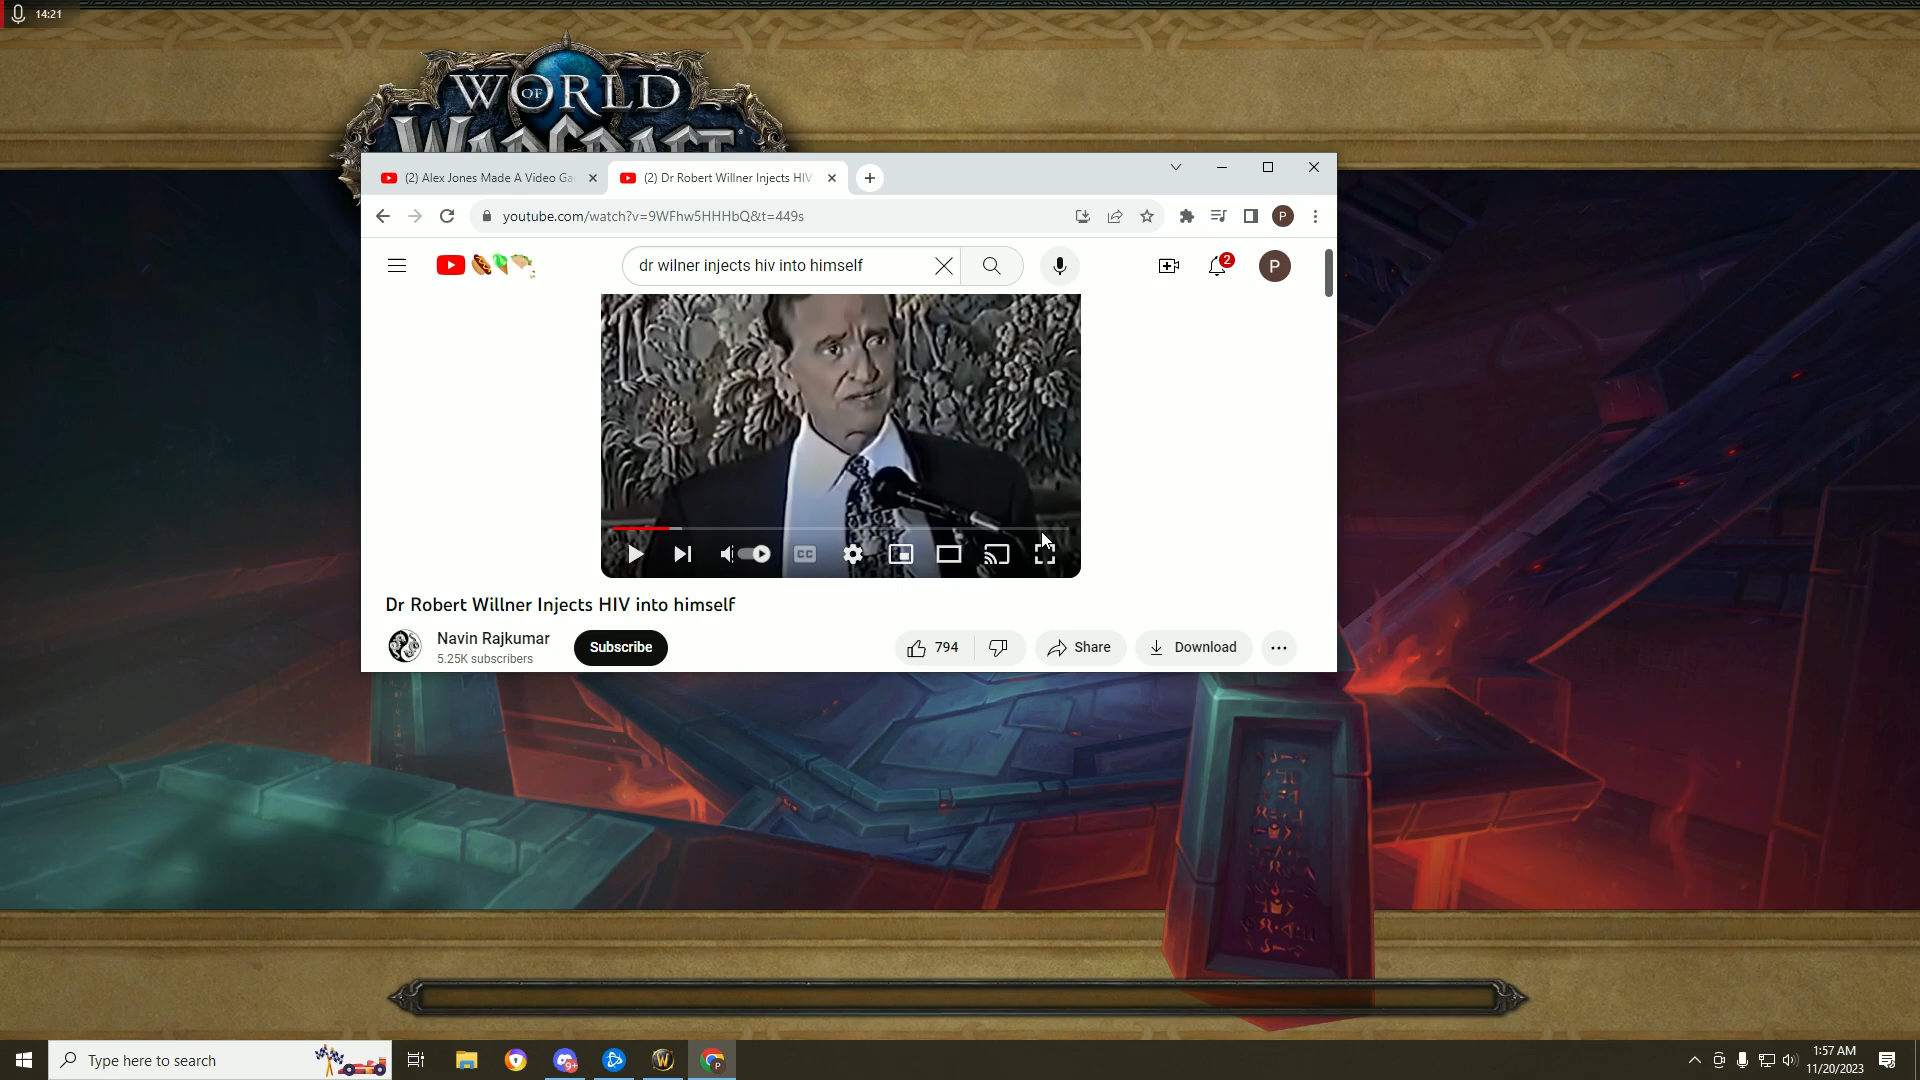 14:21
WORLD
OF
WARCRAFT
(2) Alex Jones Made A Video Ga
(2) Dr Robert Willner Injects HIV
youtube.com/watch?v=9WFhw5HHHbQ&t=449s
P
dr wilner injects hiv into himself
2
P
CC
Dr Robert Willner Injects HIV into himself
Navin Rajkumar
5.25K subscribers
Subscribe
794
Share
Download
Type here to search
9+
W
P
1:57 AM
11/20/2023